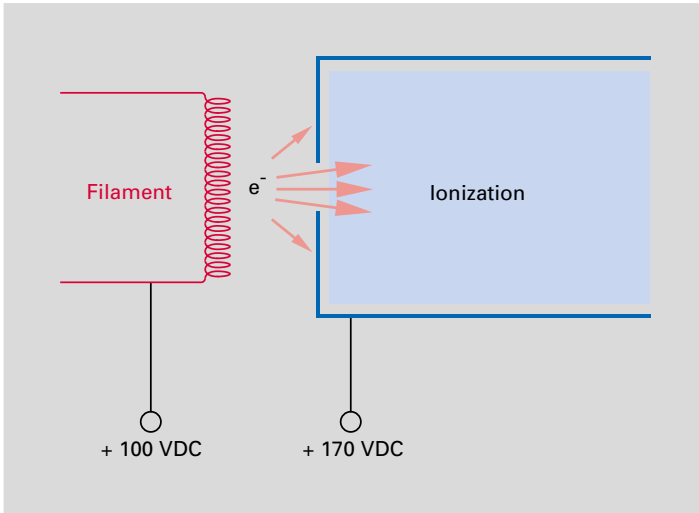 Filament
e-
Ionization
+ 100 VDC
+ 170 VDC